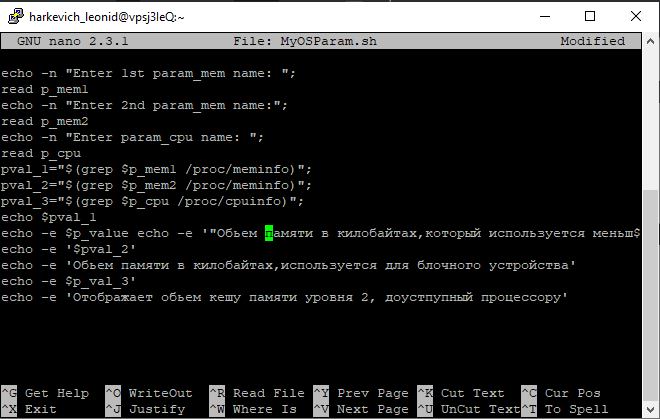 harkevich_leonid@vpsj3leQ:~
GNU nano 2.3.1 File: MyOSParam.sh Modified
echo -n "Enter 1st param_mem name: ";
read p_mem1
echo -n "Enter 2nd param_mem name:";
read p_mem2
echo -n "Enter param_cpu name: ";
read p_cpu
pval_1="$(grep $p_mem1 /proc/meminfo)";
pval_2="$(grep $p_mem2 /proc/meminfo)";
pval_3="$(grep $p_cpu /proc/cpuinfo)";
echo $pval_1
echo -e $p_value echo -e '"Обьем памяти в килобайтах,который используется меньш$
echo -e '$pval_2'
echo -e 'Обьем памяти в килобайтах,используется для блочного устройства'
echo -e $p_val_3'
echo -e 'Отображает обьем кешу памяти уровня 2, доустпупный процессору'
^G Get Help ^O WriteOut ^R Read File ^Y Prev Page ^K Cut Text ^C Cur Pos
^X Exit ^J Justify ^W Where Is ^V Next Page ^U UnCut Text ^T To Spell